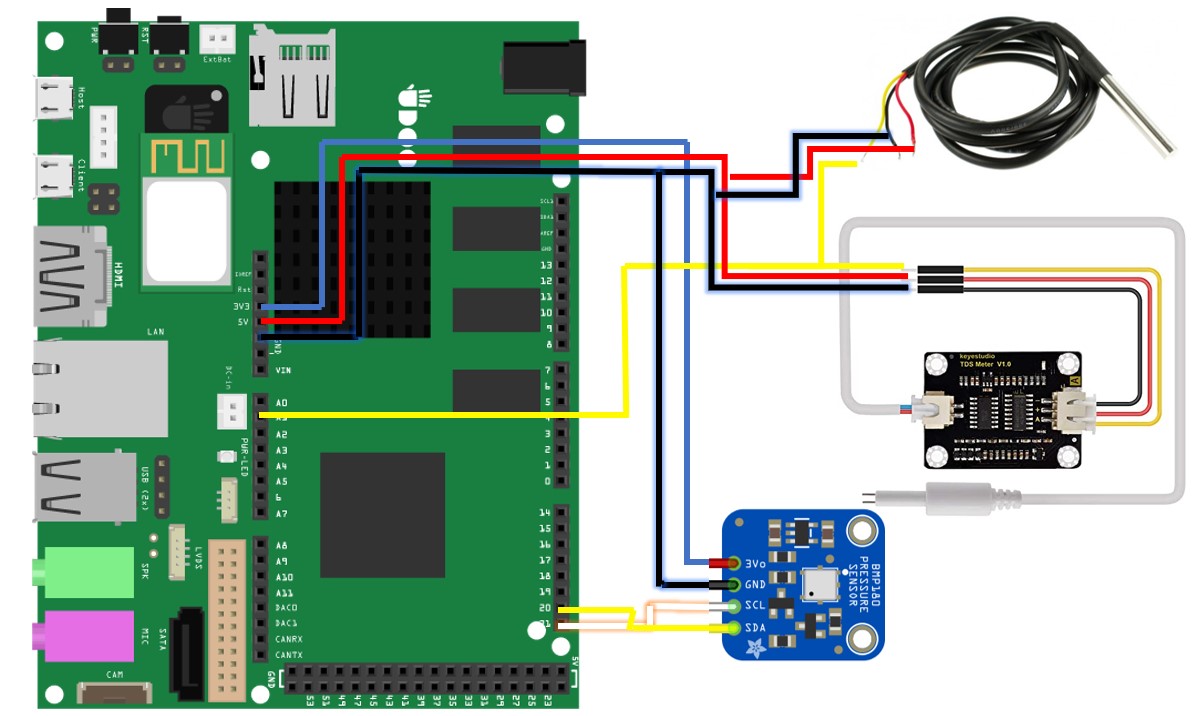 PWR
RST
ExtBat
Host
Client
HDMI
LAN
IOREF
Rst
3V3
5V
GND
VIN
RC-in
A0
A1
A2
A3
A4
A5
6
A7
PWR-LED
USB (2x)
LVDS
SPK
MIC
SATA
CAM
A8
A9
A10
A11
DAC0
DAC1
CANRX
CANTX
SCL1
SDA1
AREF
GND
13
12
11
10
9
8
7
6
5
4
3
2
1
0
14
15
16
17
18
19
20
21
5V
GND
53
51
49
47
45
43
41
39
37
35
33
31
29
27
25
23
keyestudio
TDS Meter V1.0
A
3Vo
GND
SCL
SDA
BMP180
PRESSURE
SENSOR